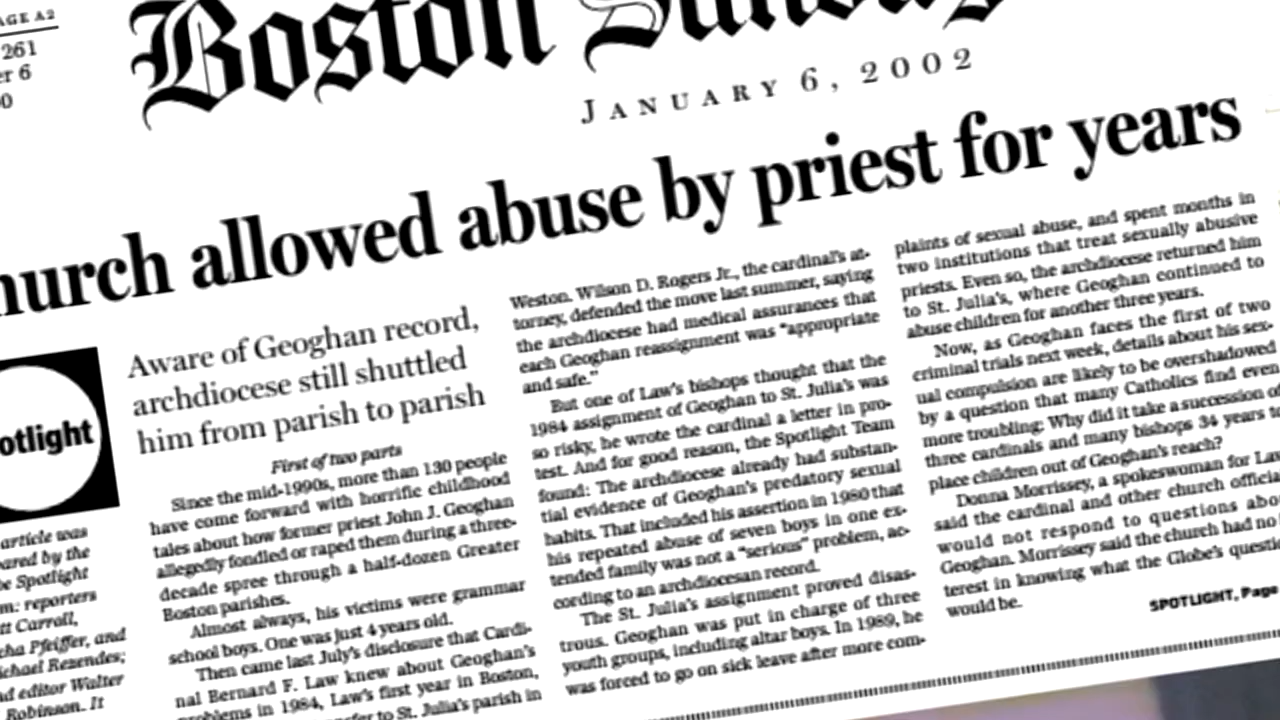 AGE A2
261
er 6
0
Boston Sunday
JANUARY 6, 2002
hurch allowed abuse by priest for years
otlight
Aware of Geoghan record,
archdiocese still shuttled
him from parish to parish
article was
ared by the
be Spotlight
m: reporters
tt Carroll,
cha Pfeiffer, and
ichael Rezendes;
d editor Walter
Robinson. It
First of two parts
Since the mid-1990s, more than 130 people
have come forward with horrific childhood
tales about how former priest John J. Geoghan
allegedly fondled or raped them during a three-
decade spree through a half-dozen Greater
Boston parishes.
Almost always, his victims were grammar
school boys. One was just 4 years old.
Then came last July's disclosure that Cardi-
nal Bernard F. Law knew about Geoghan's
problems in 1984, Law's first year in Boston,
fer to St. Julia's parish in
Weston. Wilson D. Rogers Jr., the cardinal's at-
torney, defended the move last summer, saying
the archdiocese had medical assurances that
each Geoghan reassignment was "appropriate
and safe."
But one of Law's bishops thought that the
1984 assignment of Geoghan to St. Julia's was
so risky, he wrote the cardinal a letter in pro-
test. And for good reason, the Spotlight Team
found: The archdiocese already had substan-
tial evidence of Geoghan's predatory sexual
habits. That included his assertion in 1980 that
his repeated abuse of seven boys in one ex-
tended family was not a "serious" problem, ac-
cording to an archdiocesan record.
The St. Julia's assignment proved disas-
trous. Geoghan was put in charge of three
youth groups, including altar boys. In 1989, he
was forced to go on sick leave after more com-
plaints of sexual abuse, and spent months in
two institutions that treat sexually abusive
priests. Even so, the archdiocese returned him
to St. Julia's, where Geoghan continued to
abuse children for another three years.
Now, as Geoghan faces the first of two
criminal trials next week, details about his sex-
ual compulsion are likely to be overshadowed
by a question that many Catholics find even
more troubling: Why did it take a succession of
three cardinals and many bishops 34 years to
place children out of Geoghan's reach?
Donna Morrissey, a spokeswoman for Law
said the cardinal and other church officia
would not respond to questions abo
Geoghan. Morrissey said the church had no
terest in knowing what the Globe's questi
would be.
SPOTLIGHT, Page